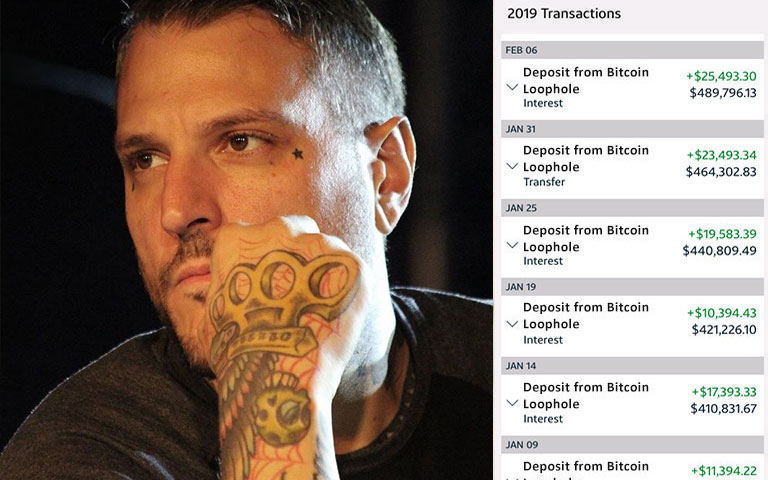 2019 Transactions
FEB 06
Deposit from Bitcoin +$25,493.30
Loophole $489,796.13
Interest
JAN 31
Deposit from Bitcoin +$23,493.34
Loophole $464,302.83
Transfer
JAN 25
Deposit from Bitcoin +$19,583.39
Loophole $440,809.49
Interest
JAN 19
Deposit from Bitcoin +$10,394.43
Loophole $421,226.10
Interest
JAN 14
Deposit from Bitcoin +$17,393.33
Loophole $410,831.67
Interest
JAN 09
Deposit from Bitcoin +$11,394.22
Loophole